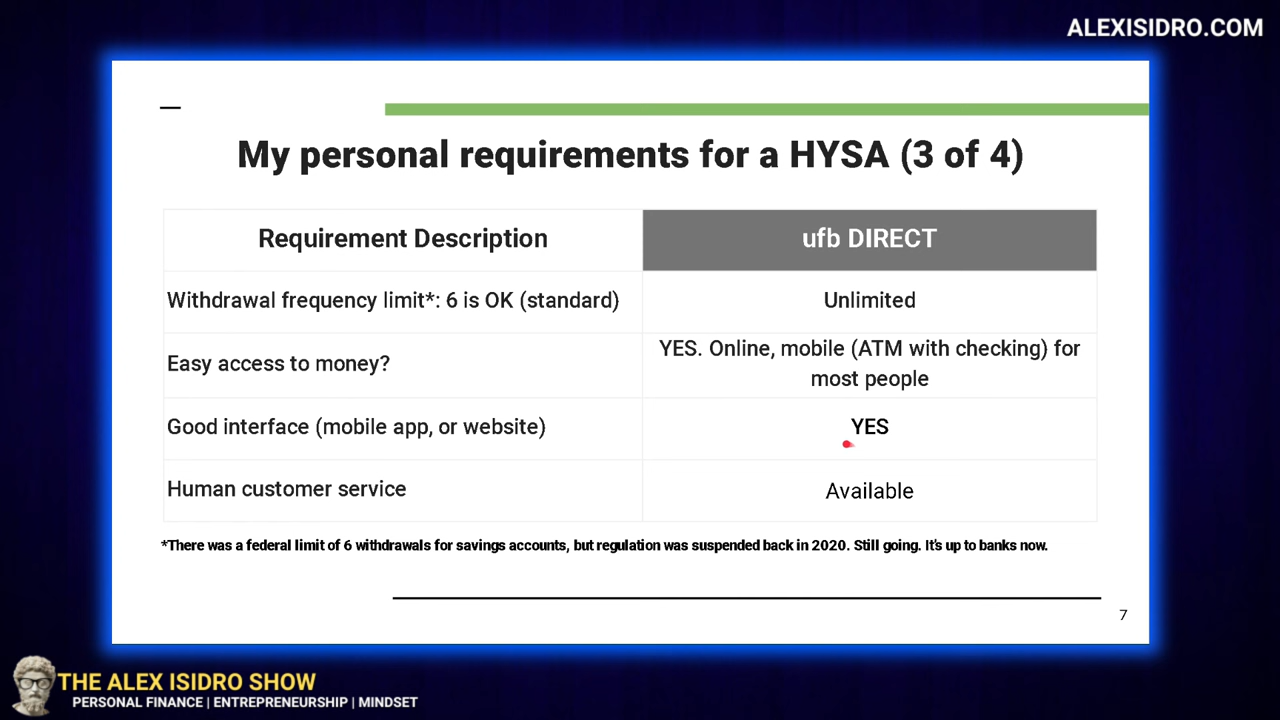 ALEXISIDRO.COM
My personal requirements for a HYSA (3 of 4)
Requirement Description
ufb DIRECT
Withdrawal frequency limit*: 6 is OK (standard)
Unlimited
Easy access to money?
YES. Online, mobile (ATM with checking) for
most people
Good interface (mobile app, or website)
YES
Human customer service
Available
*There was a federal limit of 6 withdrawals for savings accounts, but regulation was suspended back in 2020. Still going. It's up to banks now.
7
THE ALEX ISIDRO SHOW
PERSONAL FINANCE | ENTREPRENEURSHIP | MINDSET